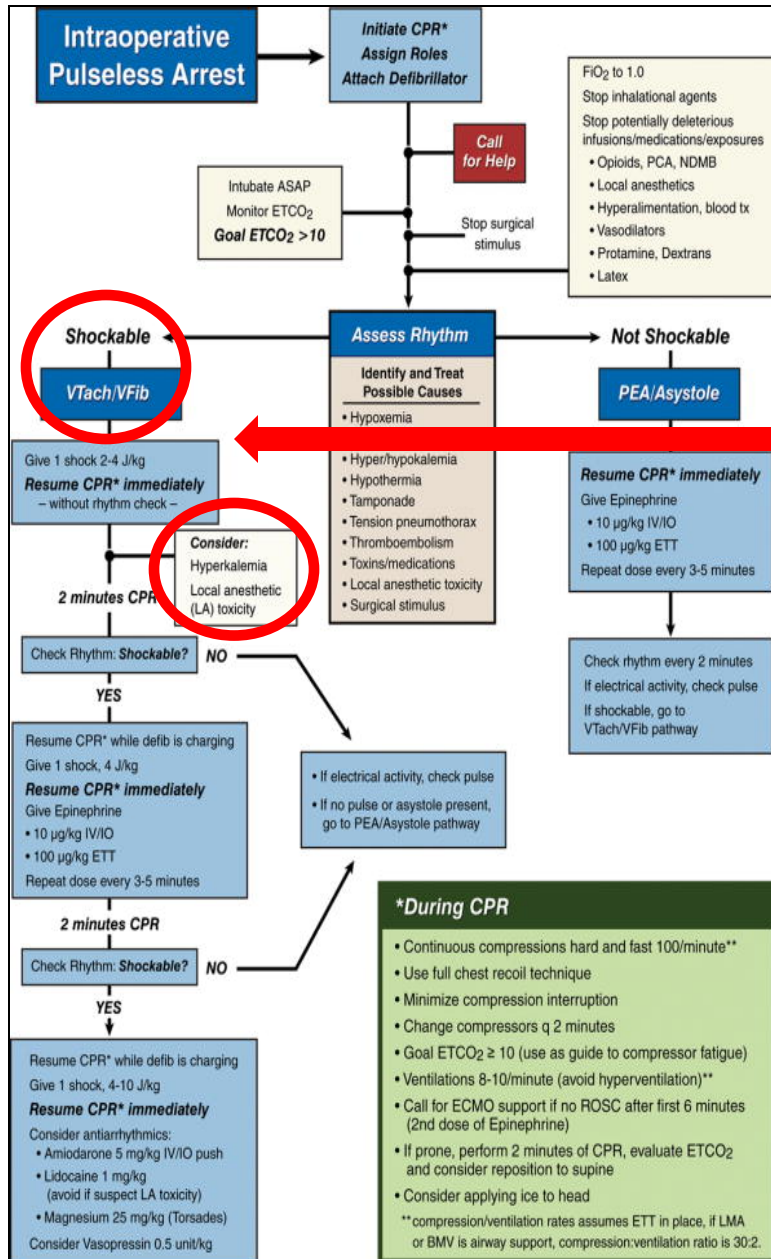 Intraoperative
Pulseless Arrest
Initiate CPR*
Assign Roles
Attach Defibrillator
Call
for Help
FiO2 to 1.0
Stop inhalational agents
Stop potentially deleterious
infusions/medications/exposures
• Opioids, PCA, NDMB
• Local anesthetics
• Hyperalimentation, blood tx
• Vasodilators
• Protamine, Dextrans
• Latex
Intubate ASAP
Monitor ETCO2
Goal ETCO2 >10
Stop surgical
stimulus
Shockable
VTach/VFib
Give 1 shock 2-4 J/kg
Resume CPR* immediately
– without rhythm check –
Consider:
Hyperkalemia
Local anesthetic
(LA) toxicity
2 minutes CPR
Check Rhythm: Shockable?
NO
YES
Resume CPR* while defib is charging
Give 1 shock, 4 J/kg
Resume CPR* immediately
Give Epinephrine
• 10 µg/kg IV/IO
• 100 µg/kg ETT
Repeat dose every 3-5 minutes
2 minutes CPR
Check Rhythm: Shockable?
NO
YES
Resume CPR* while defib is charging
Give 1 shock, 4-10 J/kg
Resume CPR* immediately
Consider antiarrhythmics:
• Amiodarone 5 mg/kg IV/IO push
• Lidocaine 1 mg/kg
(avoid if suspect LA toxicity)
• Magnesium 25 mg/kg (Torsades)
Consider Vasopressin 0.5 unit/kg
Assess Rhythm
Identify and Treat
Possible Causes
• Hypoxemia
Hyper/hypokalemia
• Hypothermia
• Tamponade
• Tension pneumothorax
• Thromboembolism
• Toxins/medications
• Local anesthetic toxicity
• Surgical stimulus
• If electrical activity, check pulse
• If no pulse or asystole present,
go to PEA/Asystole pathway
Not Shockable
PEA/Asystole
Resume CPR* immediately
Give Epinephrine
• 10 µg/kg IV/IO
• 100 µg/kg ETT
Repeat dose every 3-5 minutes
Check rhythm every 2 minutes
If electrical activity, check pulse
If shockable, go to
VTach/VFib pathway
*During CPR
• Continuous compressions hard and fast 100/minute**
• Use full chest recoil technique
• Minimize compression interruption
• Change compressors q 2 minutes
• Goal ETCO2 ≥ 10 (use as guide to compressor fatigue)
• Ventilations 8-10/minute (avoid hyperventilation)**
• Call for ECMO support if no ROSC after first 6 minutes
(2nd dose of Epinephrine)
• If prone, perform 2 minutes of CPR, evaluate ETCO2
and consider reposition to supine
• Consider applying ice to head
**compression/ventilation rates assumes ETT in place, if LMA
or BMV is airway support, compression:ventilation ratio is 30:2.